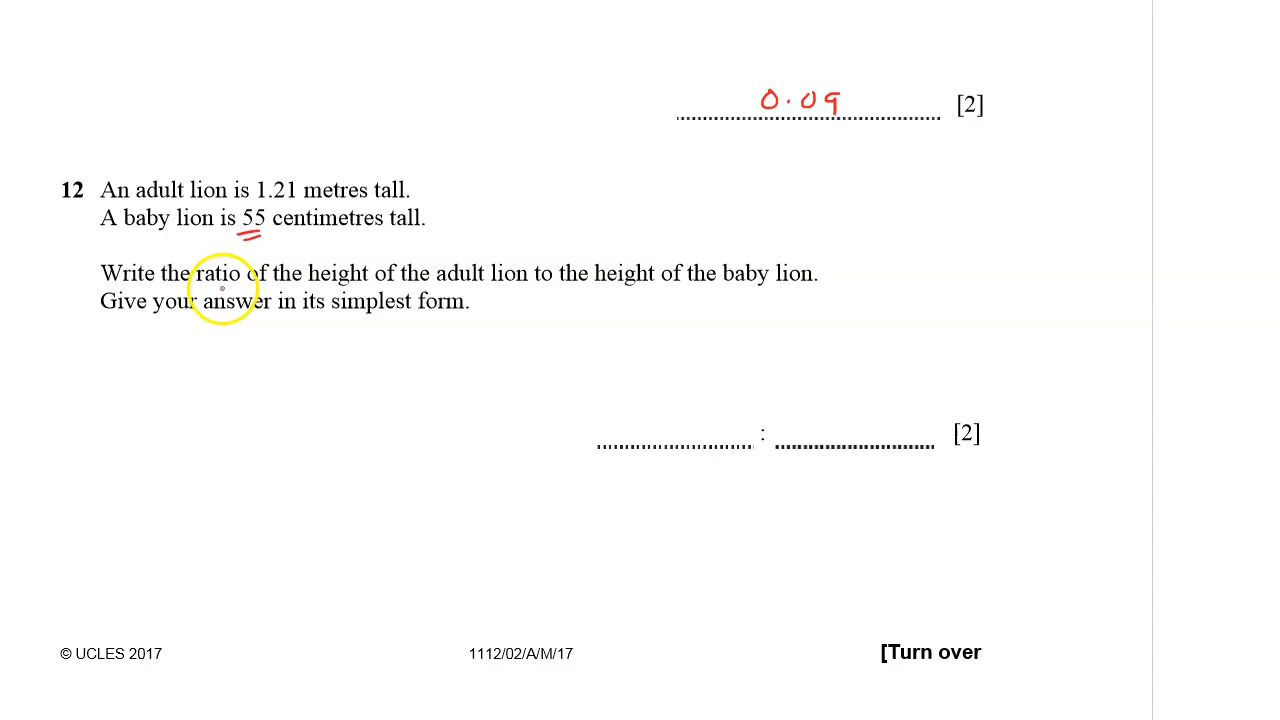 0.09 [2]
12 An adult lion is 1.21 metres tall.
A baby lion is 55 centimetres tall.
Write the ratio of the height of the adult lion to the height of the baby lion.
Give your answer in its simplest form.
: [2]
© UCLES 2017 1112/02/A/M/17 [Turn over